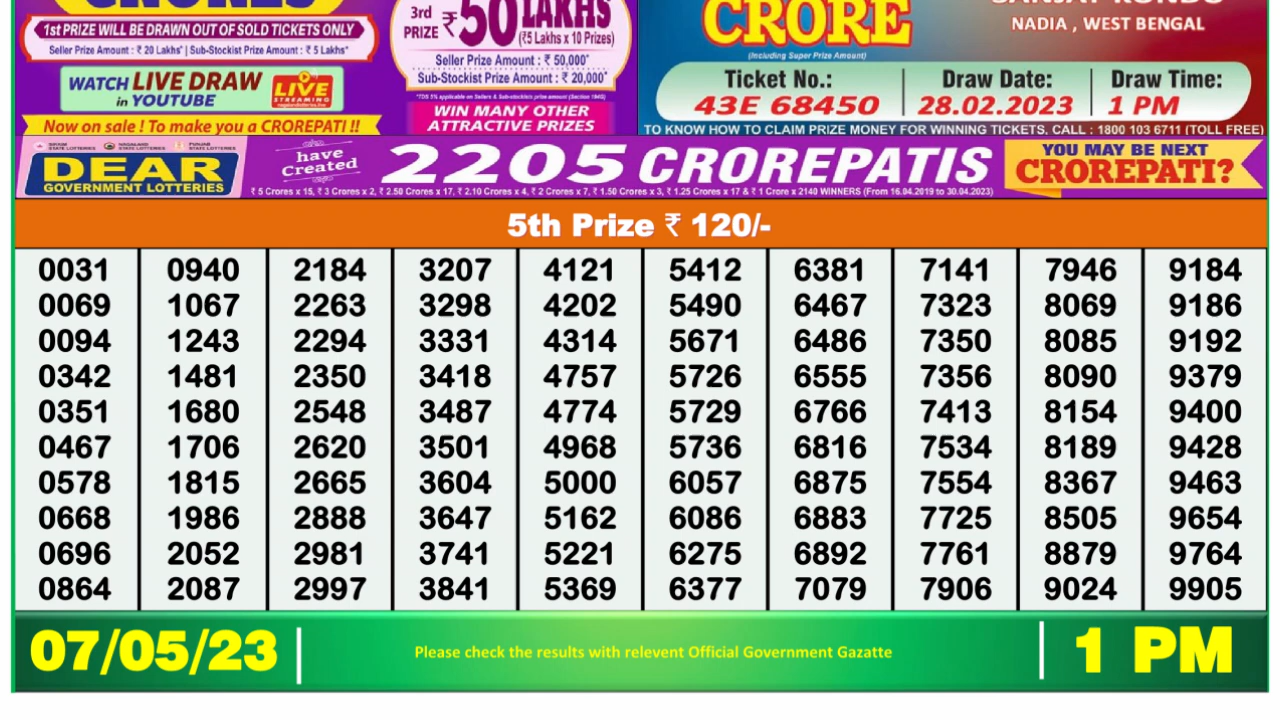 CRORES
1st PRIZE WILL BE DRAWN OUT OF SOLD TICKETS ONLY
Seller Prize Amount : ₹ 20 Lakhs* | Sub-Stockist Prize Amount : ₹ 5 Lakhs*
WATCH LIVE DRAW
in YOUTUBE
LIVE
STREAMING
Now on sale ! To make you a CROREPATI !!
3rd
PRIZE ₹ 50 LAKHS
(₹5 Lakhs x 10 Prizes)
Seller Prize Amount : ₹ 50,000*
Sub-Stockist Prize Amount : ₹ 20,000*
WIN MANY OTHER
ATTRACTIVE PRIZES
CRORE
(Including Super Prize Amount)
NADIA , WEST BENGAL
Ticket No.: Draw Date: Draw Time:
43E 68450 28.02.2023 1 PM
TO KNOW HOW TO CLAIM PRIZE MONEY FOR WINNING TICKETS, CALL : 1800 103 6711 (TOLL FREE)
DEAR
GOVERNMENT LOTTERIES
have
created
2205 CROREPATIS
₹ 5 Crores x 15, ₹ 3 Crores x 2, ₹ 2.50 Crores x 17, ₹ 2.10 Crores x 4, ₹ 2 Crores x 7, ₹ 1.50 Crores x 3, ₹ 1.25 Crores x 17 & ₹ 1 Crore x 2140 WINNERS (From 16.04.2019 to 30.04.2023)
YOU MAY BE NEXT
CROREPATI?
5th Prize ₹ 120/-
0031 0940 2184 3207 4121 5412 6381 7141 7946 9184
0069 1067 2263 3298 4202 5490 6467 7323 8069 9186
0094 1243 2294 3331 4314 5671 6486 7350 8085 9192
0342 1481 2350 3418 4757 5726 6555 7356 8090 9379
0351 1680 2548 3487 4774 5729 6766 7413 8154 9400
0467 1706 2620 3501 4968 5736 6816 7534 8189 9428
0578 1815 2665 3604 5000 6057 6875 7554 8367 9463
0668 1986 2888 3647 5162 6086 6883 7725 8505 9654
0696 2052 2981 3741 5221 6275 6892 7761 8879 9764
0864 2087 2997 3841 5369 6377 7079 7906 9024 9905
07/05/23
Please check the results with relevent Official Government Gazatte
1 PM